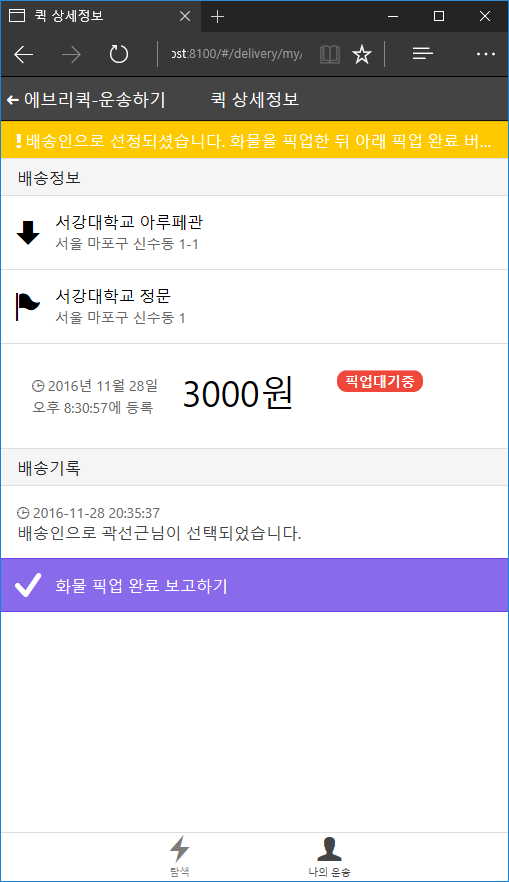 퀵 상세정보
ost:8100/#/delivery/my/
에브리퀵-운송하기 퀵 상세정보
배송인으로 선정되셨습니다. 화물을 픽업한 뒤 아래 픽업 완료 버...
배송정보
서강대학교 아루페관
서울 마포구 신수동 1-1
서강대학교 정문
서울 마포구 신수동 1
2016년 11월 28일
오후 8:30:57에 등록
3000원
픽업대기중
배송기록
2016-11-28 20:35:37
배송인으로 곽선근님이 선택되었습니다.
화물 픽업 완료 보고하기
탐색 나의 운송